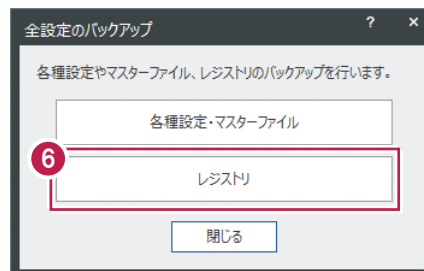 全設定のバックアップ ? ×
各種設定やマスターファイル、レジストリのバックアップを行います。
各種設定・マスターファイル
6
レジストリ
閉じる